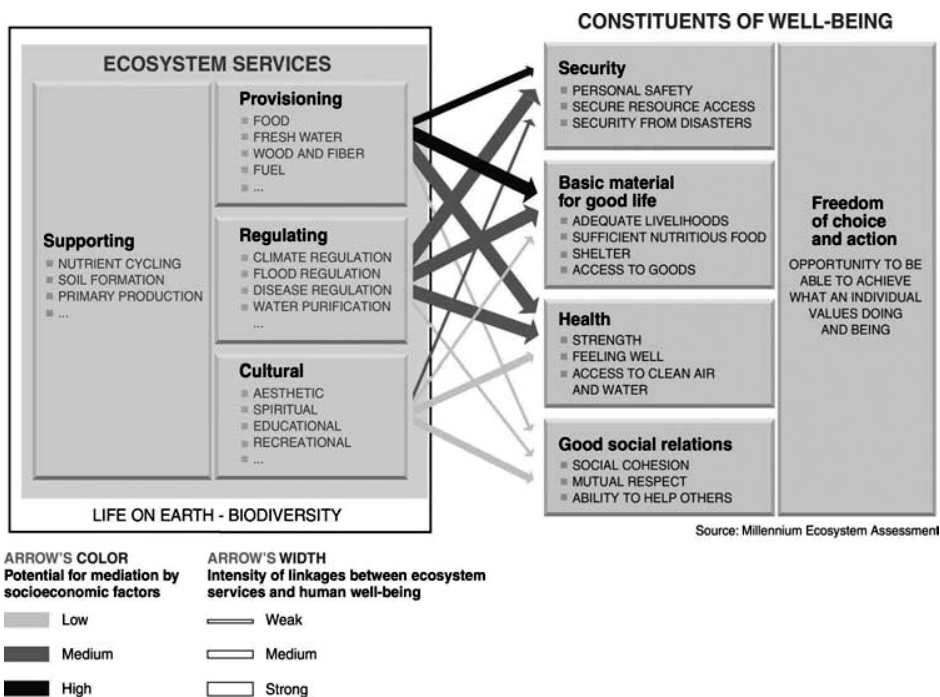 CONSTITUENTS OF WELL-BEING
ECOSYSTEM SERVICES
Supporting
■ NUTRIENT CYCLING
■ SOIL FORMATION
■ PRIMARY PRODUCTION
■ ...
Provisioning
■ FOOD
■ FRESH WATER
■ WOOD AND FIBER
■ FUEL
■ ...
Regulating
■ CLIMATE REGULATION
■ FLOOD REGULATION
■ DISEASE REGULATION
■ WATER PURIFICATION
...
Cultural
■ AESTHETIC
■ SPIRITUAL
■ EDUCATIONAL
■ RECREATIONAL
■ ...
LIFE ON EARTH - BIODIVERSITY
Security
■ PERSONAL SAFETY
■ SECURE RESOURCE ACCESS
■ SECURITY FROM DISASTERS
Basic material
for good life
■ ADEQUATE LIVELIHOODS
■ SUFFICIENT NUTRITIOUS FOOD
■ SHELTER
■ ACCESS TO GOODS
Health
■ STRENGTH
■ FEELING WELL
■ ACCESS TO CLEAN AIR
AND WATER
Good social relations
■ SOCIAL COHESION
■ MUTUAL RESPECT
■ ABILITY TO HELP OTHERS
Freedom
of choice
and action
OPPORTUNITY TO BE
ABLE TO ACHIEVE
WHAT AN INDIVIDUAL
VALUES DOING
AND BEING
Source: Millennium Ecosystem Assessment
ARROW'S COLOR
Potential for mediation by
socioeconomic factors
Low
Medium
High
ARROW'S WIDTH
Intensity of linkages between ecosystem
services and human well-being
Weak
Medium
Strong